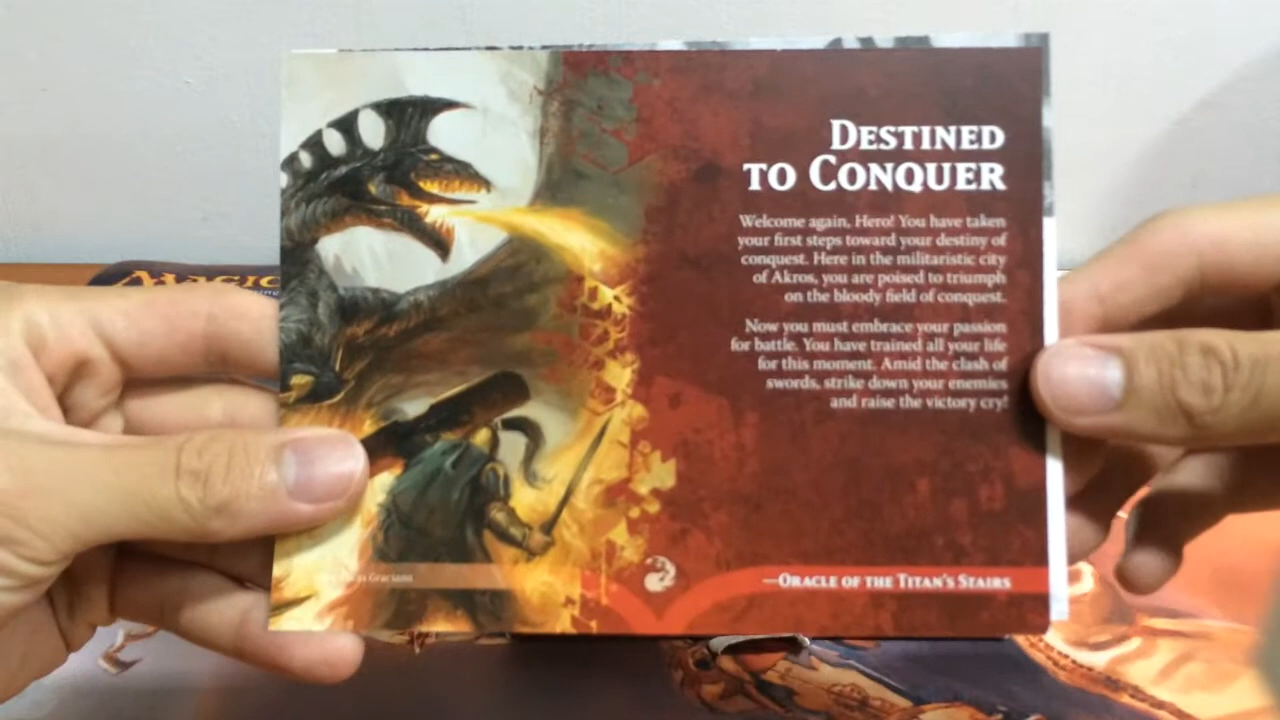 MAGIC
DESTINED
TO CONQUER
Welcome again, Hero! You have taken
your first steps toward your destiny of
conquest. Here in the militaristic city
of Akros, you are poised to triumph
on the bloody field of conquest.
Now you must embrace your passion
for battle. You have trained all your life
for this moment. Amid the clash of
swords, strike down your enemies
and raise the victory cry!
Graciano
—ORACLE OF THE TITAN'S STAIRS